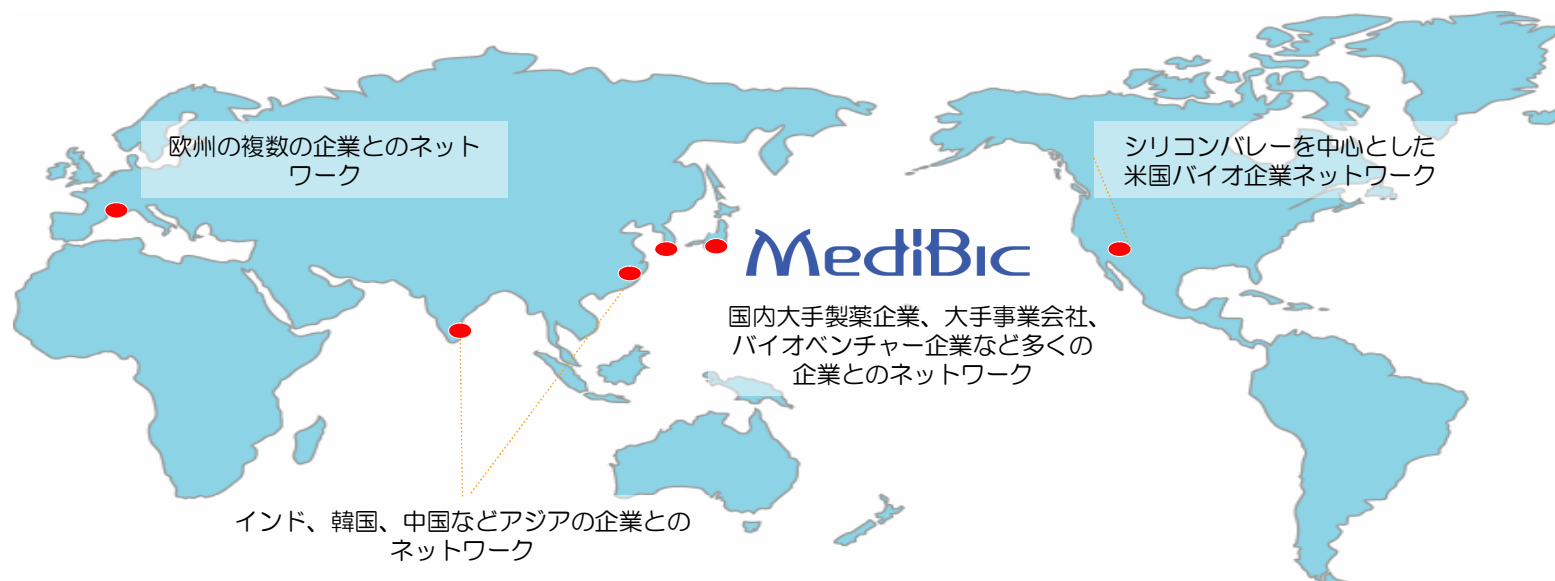 欧州の複数の企業とのネット
ワーク
シリコンバレーを中心とした
米国バイオ企業ネットワーク
MediBic
国内大手製薬企業、大手事業会社、
バイオベンチャー企業など多くの
企業とのネットワーク
インド、韓国、中国などアジアの企業との
ネットワーク